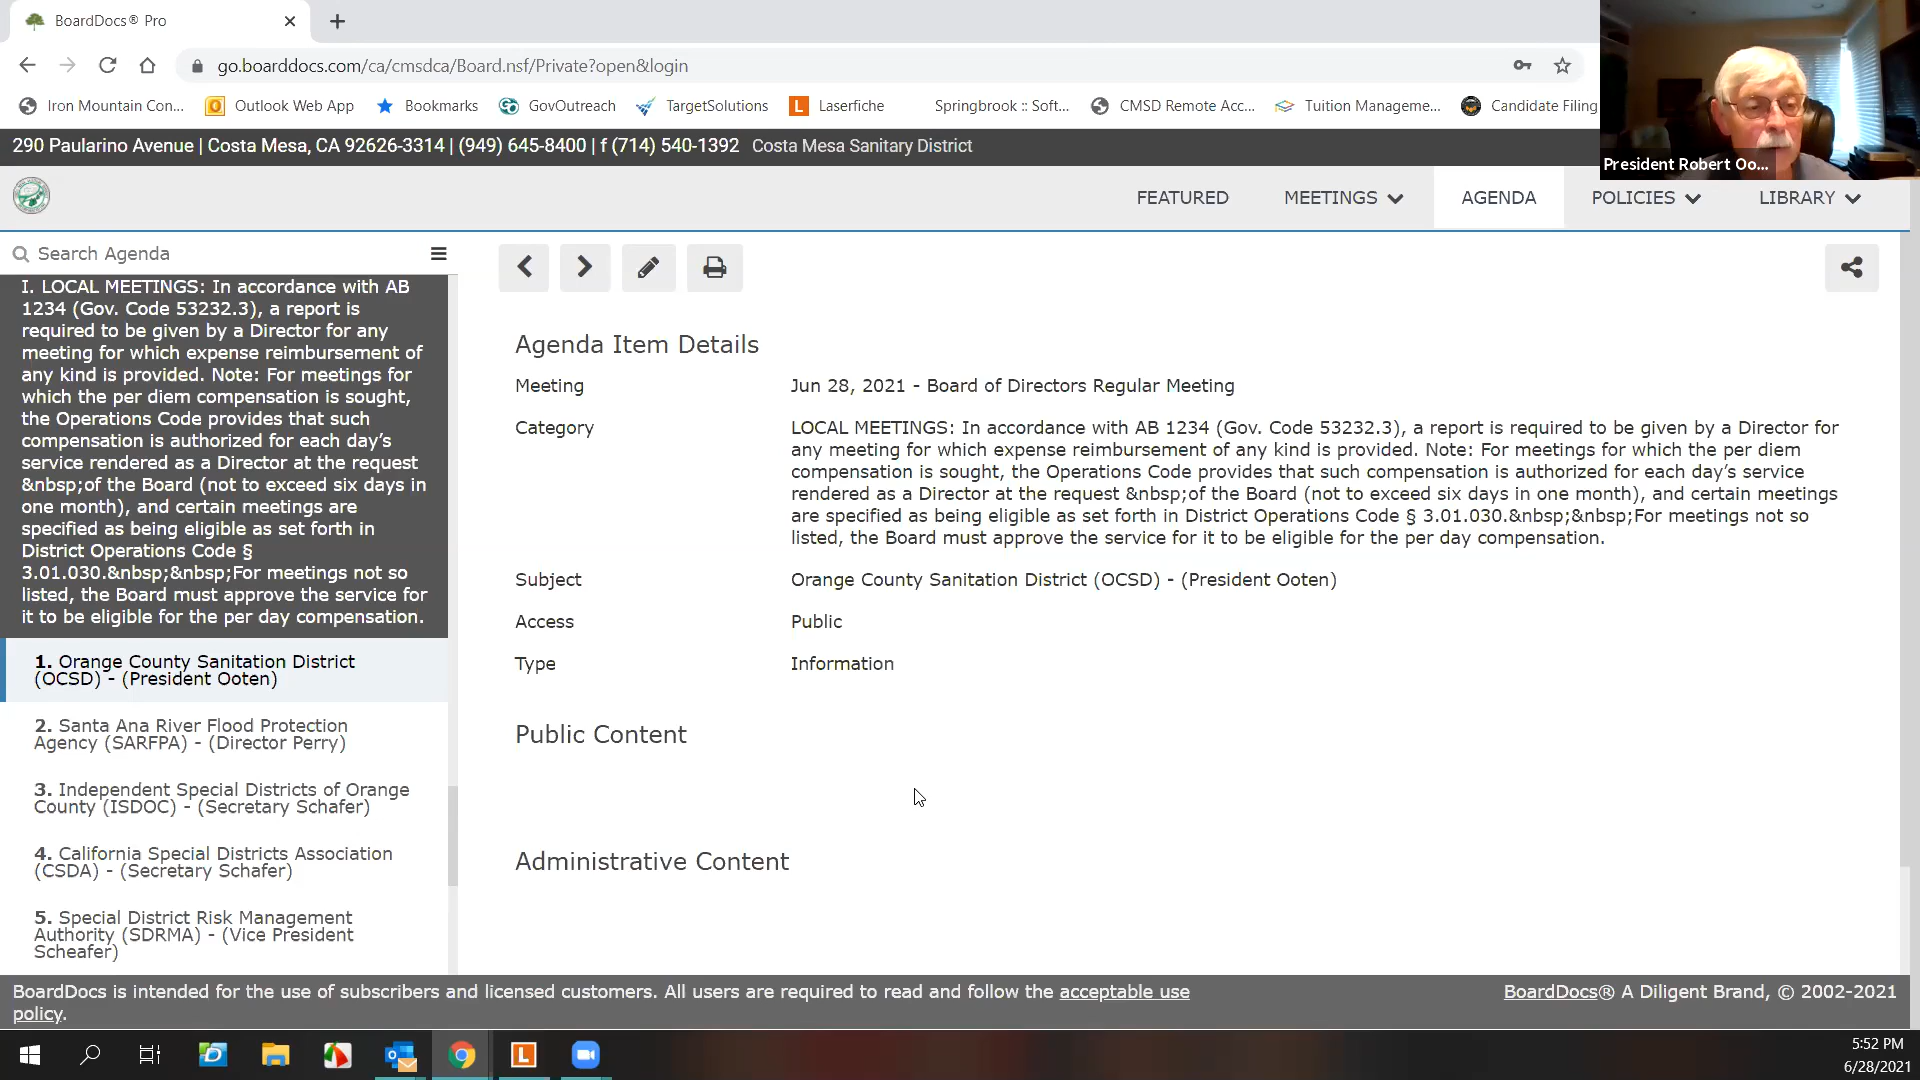 BoardDocs® Pro
go.boarddocs.com/ca/cmsdca/Board.nsf/Private?open&login
Iron Mountain Con...
Outlook Web App
Bookmarks
GovOutreach
TargetSolutions
Laserfiche
Springbrook :: Soft...
CMSD Remote Acc...
Tuition Manageme...
Candidate Filing
President Robert Oo...
290 Paularino Avenue | Costa Mesa, CA 92626-3314 | (949) 645-8400 | f (714) 540-1392 Costa Mesa Sanitary District
FEATURED
MEETINGS
AGENDA
POLICIES
LIBRARY
Search Agenda
I. LOCAL MEETINGS: In accordance with AB
1234 (Gov. Code 53232.3), a report is
required to be given by a Director for any
meeting for which expense reimbursement of
any kind is provided. Note: For meetings for
which the per diem compensation is sought,
the Operations Code provides that such
compensation is authorized for each day’s
service rendered as a Director at the request
&nbsp;of the Board (not to exceed six days in
one month), and certain meetings are
specified as being eligible as set forth in
District Operations Code §
3.01.030.&nbsp;&nbsp;For meetings not so
listed, the Board must approve the service for
it to be eligible for the per day compensation.
1. Orange County Sanitation District
(OCSD) - (President Ooten)
2. Santa Ana River Flood Protection
Agency (SARFPA) - (Director Perry)
3. Independent Special Districts of Orange
County (ISDOC) - (Secretary Schafer)
4. California Special Districts Association
(CSDA) - (Secretary Schafer)
5. Special District Risk Management
Authority (SDRMA) - (Vice President
Scheafer)
Agenda Item Details
Meeting
Jun 28, 2021 - Board of Directors Regular Meeting
Category
LOCAL MEETINGS: In accordance with AB 1234 (Gov. Code 53232.3), a report is required to be given by a Director for
any meeting for which expense reimbursement of any kind is provided. Note: For meetings for which the per diem
compensation is sought, the Operations Code provides that such compensation is authorized for each day’s service
rendered as a Director at the request &nbsp;of the Board (not to exceed six days in one month), and certain meetings
are specified as being eligible as set forth in District Operations Code § 3.01.030.&nbsp;&nbsp;For meetings not so
listed, the Board must approve the service for it to be eligible for the per day compensation.
Subject
Orange County Sanitation District (OCSD) - (President Ooten)
Access
Public
Type
Information
Public Content
Administrative Content
BoardDocs is intended for the use of subscribers and licensed customers. All users are required to read and follow the acceptable use
policy.
BoardDocs® A Diligent Brand, © 2002-2021
5:52 PM
6/28/2021